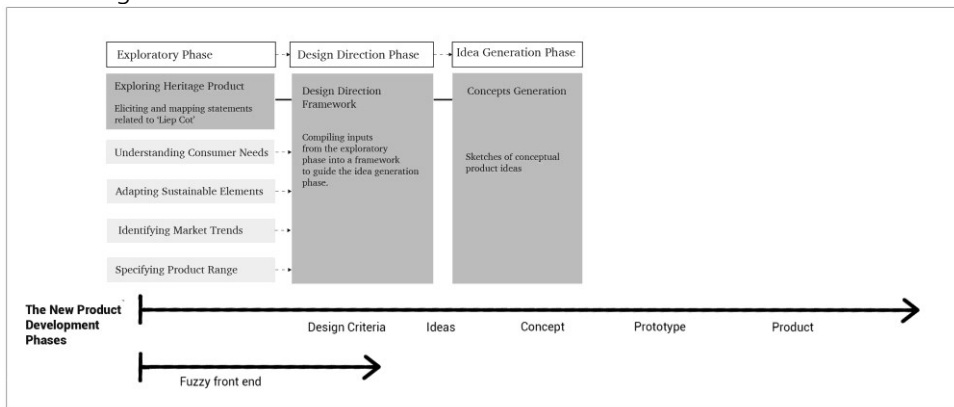 Exploratory Phase
Design Direction Phase
Idea Generation Phase
Exploring Heritage Product
Eliciting and mapping statements
related to 'Liep Cot'
Design Direction
Framework
Compiling inputs
from the exploratory
phase into a framework
to guide the idea generation
phase.
Concepts Generation
Sketches of conceptual
product ideas
Understanding Consumer Needs
Adapting Sustainable Elements
Identifying Market Trends
Specifying Product Range
The New Product
Development
Phases
Design Criteria
Ideas
Concept
Prototype
Product
Fuzzy front end